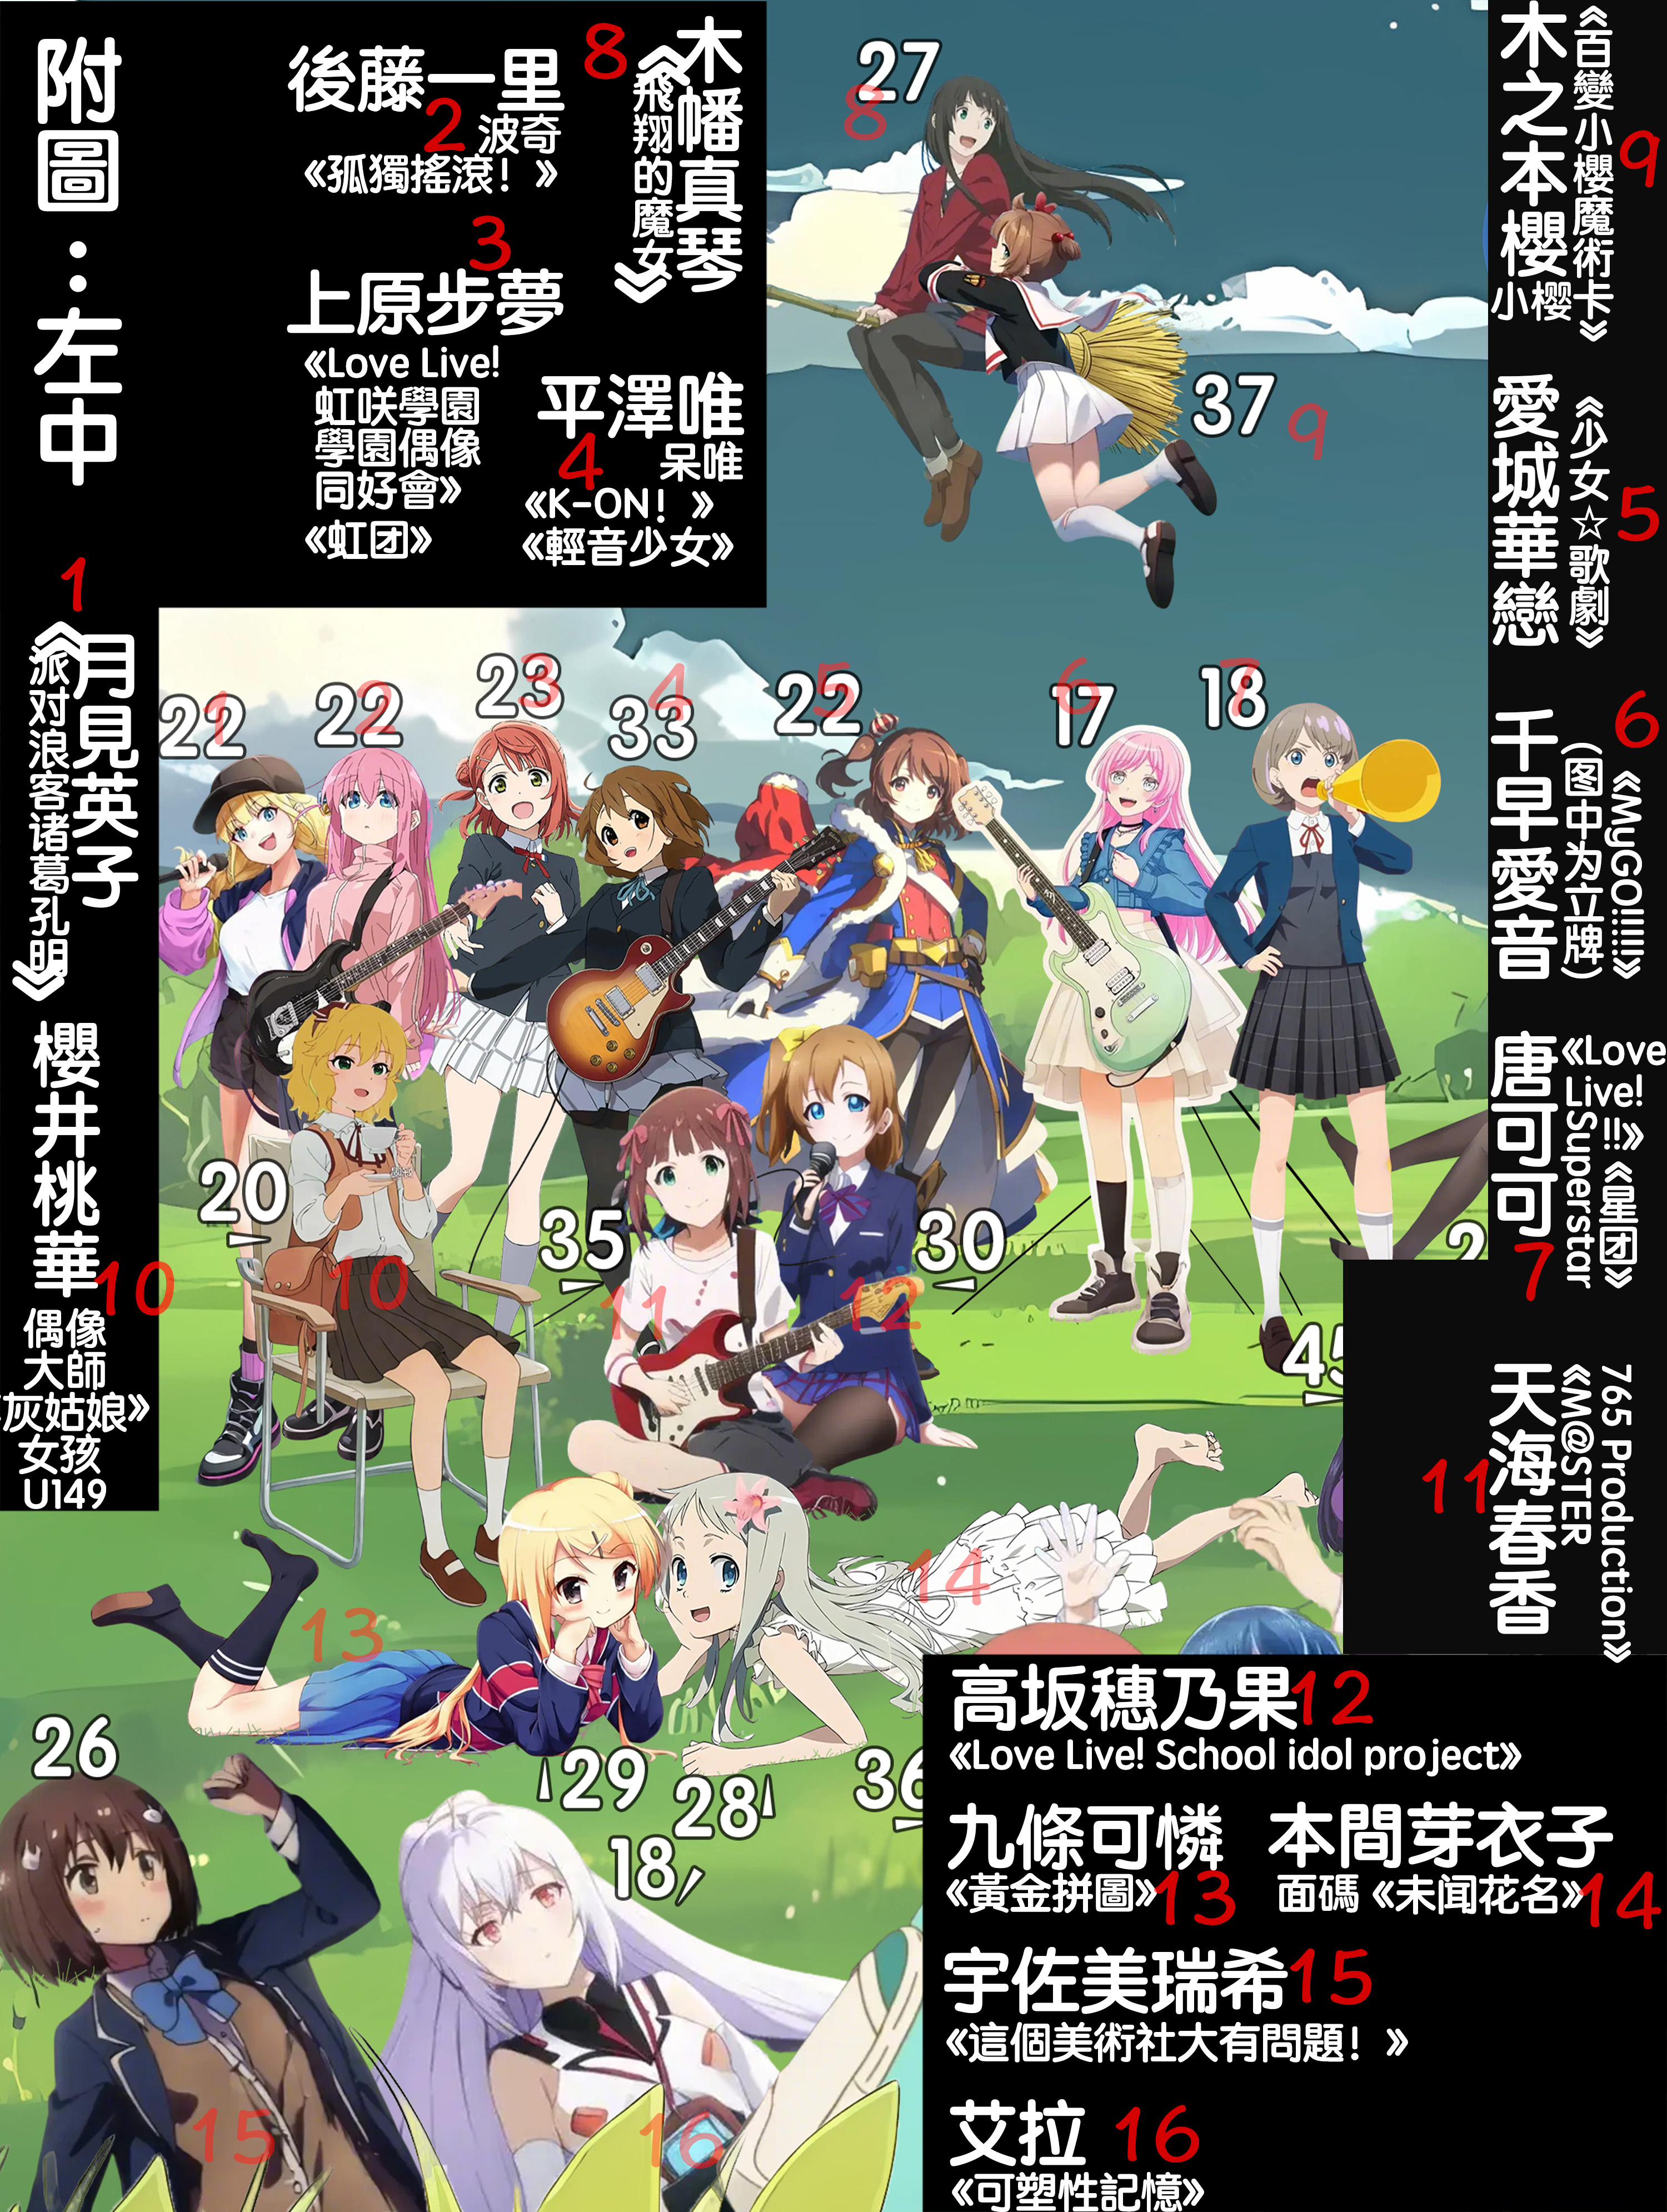 附圖：左中
後藤一里
2
波奇
《孤獨搖滾！》
3
上原步夢
《Love Live!
虹咲學園
學園偶像
同好會》
《虹团》
8
木幡真琴
《飛翔的魔女》
平澤唯
4
呆唯
《K-ON！》
《輕音少女》
27
8
37
9
木之本櫻
小櫻
《百變小櫻魔術卡》
9
愛城華戀
《少女☆歌劇》
5
千早愛音
(图中为立牌)
《MyGO!!!!!!》
6
唐可可
《Love
Live!
Superstar
!!》
《星团》
7
天海春香
《M@STER
765 Production》
11
1
月見英子
《派对浪客诸葛孔明》
櫻井桃華
10
偶像
大師
灰姑娘》
女孩
U149
22
1
22
2
23
3
33
4
22
5
17
6
18
7
20
10
35
11
30
12
2
45
13
14
26
29
28
36
18
15
16
高坂穗乃果12
《Love Live! School idol project》
九條可憐
《黃金拼圖》13
本間芽衣子
面碼《未闻花名》14
宇佐美瑞希15
《這個美術社大有問題！》
艾拉 16
《可塑性記憶》